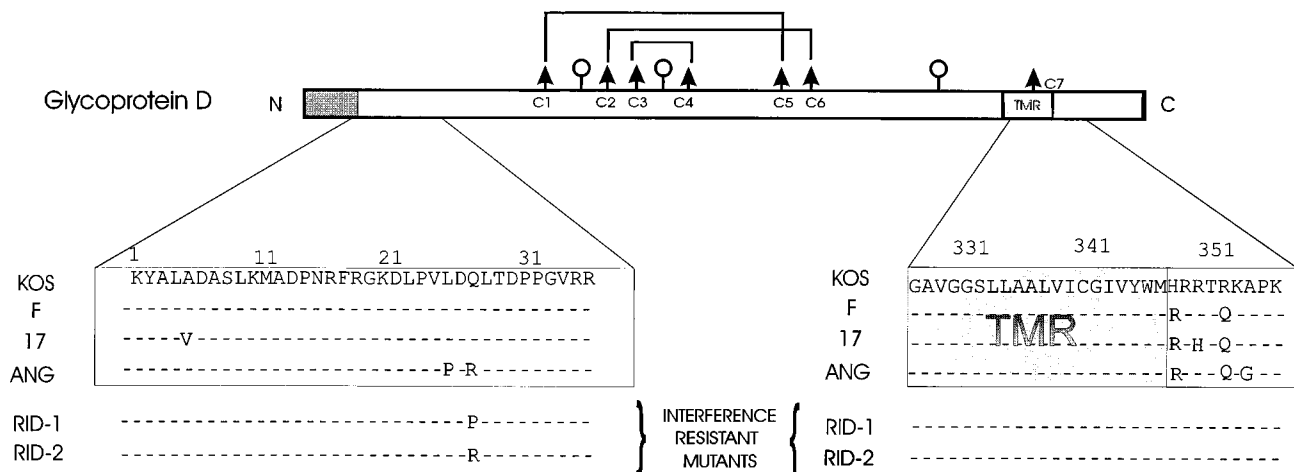 Glycoprotein D
N
C1
C2
C3
C4
C5
C6
TMR
C7
C
1 11 21 31
KOS KYALADASLKMADPNRFRGKDLPVLDQLTDPPGVRR
F ------------------------------------
17 ----V-------------------------------
ANG ------------------------P-R---------
RID-1 --------------------------P---------
RID-2 --------------------------R---------
INTERFERENCE
RESISTANT
MUTANTS
331 341 351
KOS GAVGGSLLAALVICGIVYWMHRRTRKAPK
F --------------------R---Q----
TMR
17 --------------------R-H-Q----
ANG --------------------R---Q-G--
RID-1 -----------------------------
RID-2 -----------------------------